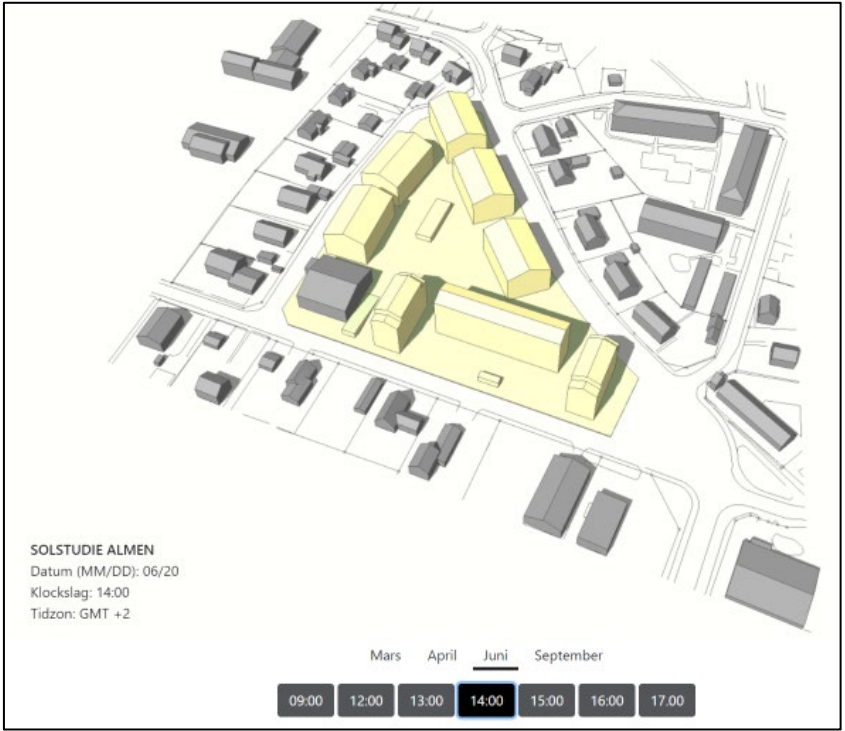 SOLSTUDIE ALMEN
Datum (MM/DD): 06/20
Klockslag: 14:00
Tidzon: GMT +2
Mars April Juni September
09:00 12:00 13:00 14:00 15:00 16:00 17.00